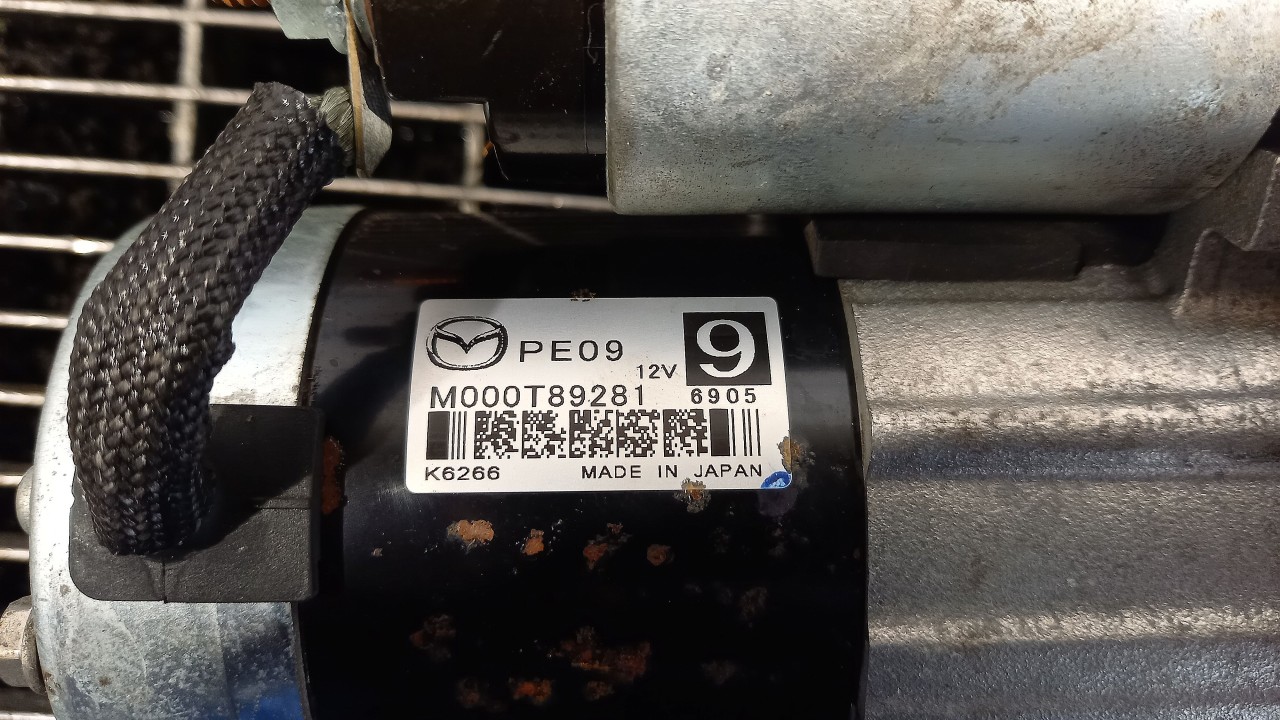 PE09
12V
9
M000T89281
6905
K6266
MADE IN JAPAN